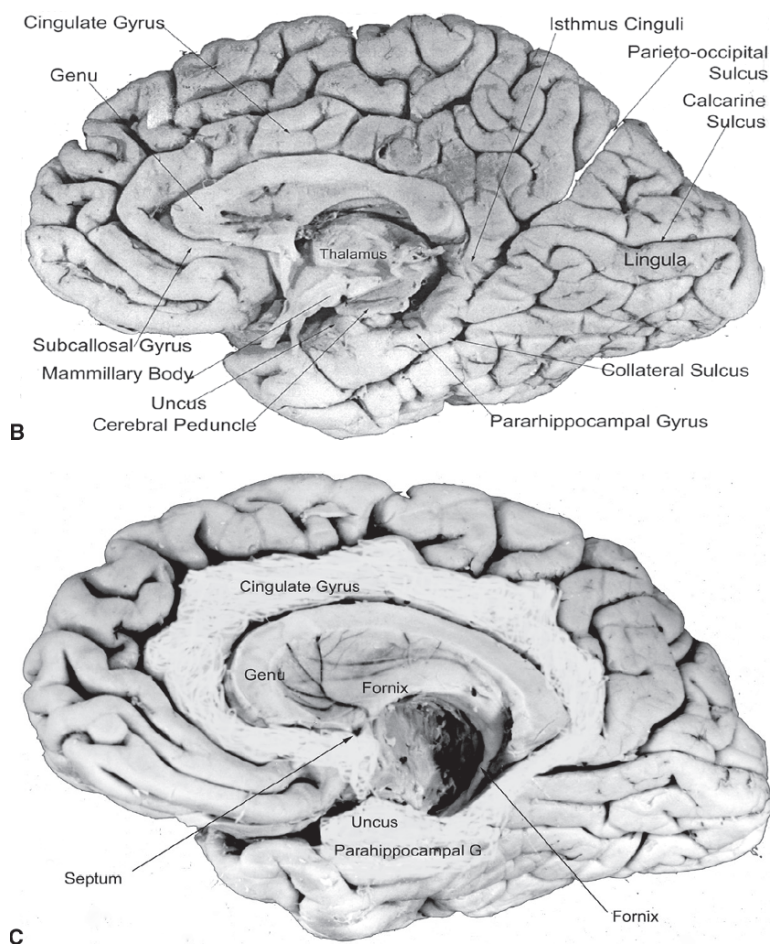 Cingulate Gyrus
Isthmus Cinguli
Parieto-occipital
Sulcus
Genu
Calcarine
Sulcus
Thalamus
Lingula
Subcallosal Gyrus
Mammillary Body
Collateral Sulcus
Uncus
Cerebral Peduncle
Pararhippocampal Gyrus
B
Cingulate Gyrus
Genu
Fornix
Uncus
Parahippocampal G
Septum
Fornix
C